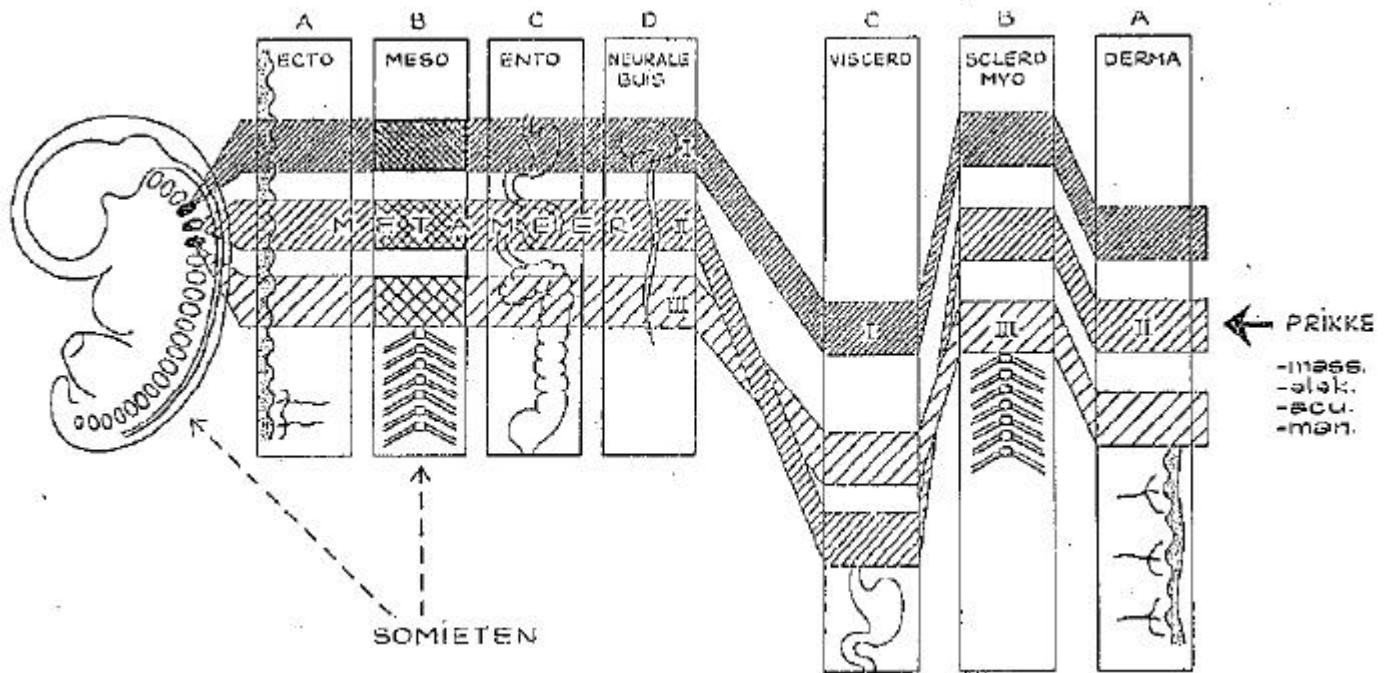 A B C D C B A
ECTO
MESO
ENTO
NEURALE
BUIS
VISCERO
SCLERO
MYO
DERMA
I
METAMEER II
III
I
III
II
PRIKKE
-mass.
-elek.
-acu.
-man.
SOMIETEN